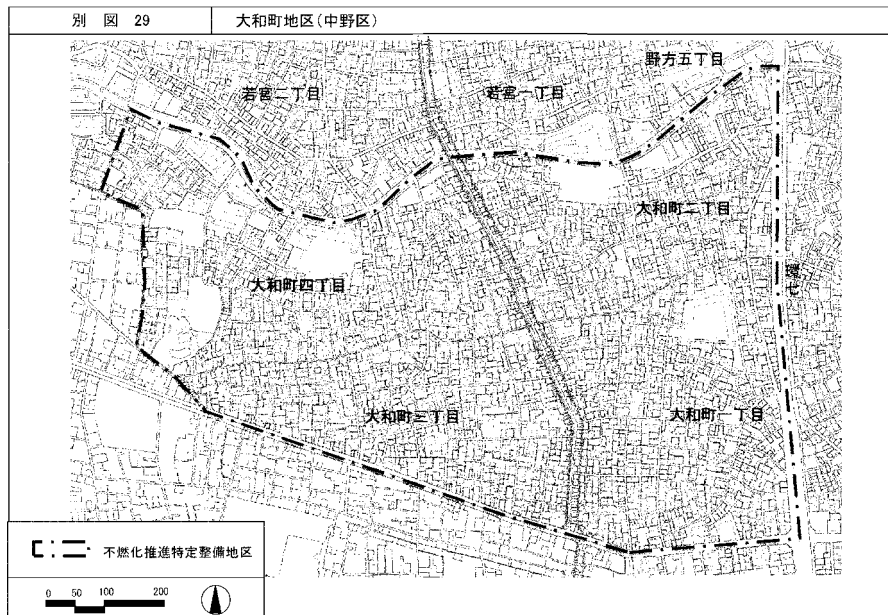 別図 29
大和町地区(中野区)
野方五丁目
若宮二丁目
若宮一丁目
大和町二丁目
環七
大和町四丁目
大和町三丁目
大和町一丁目
不燃化推進特定整備地区
0 50 100 200